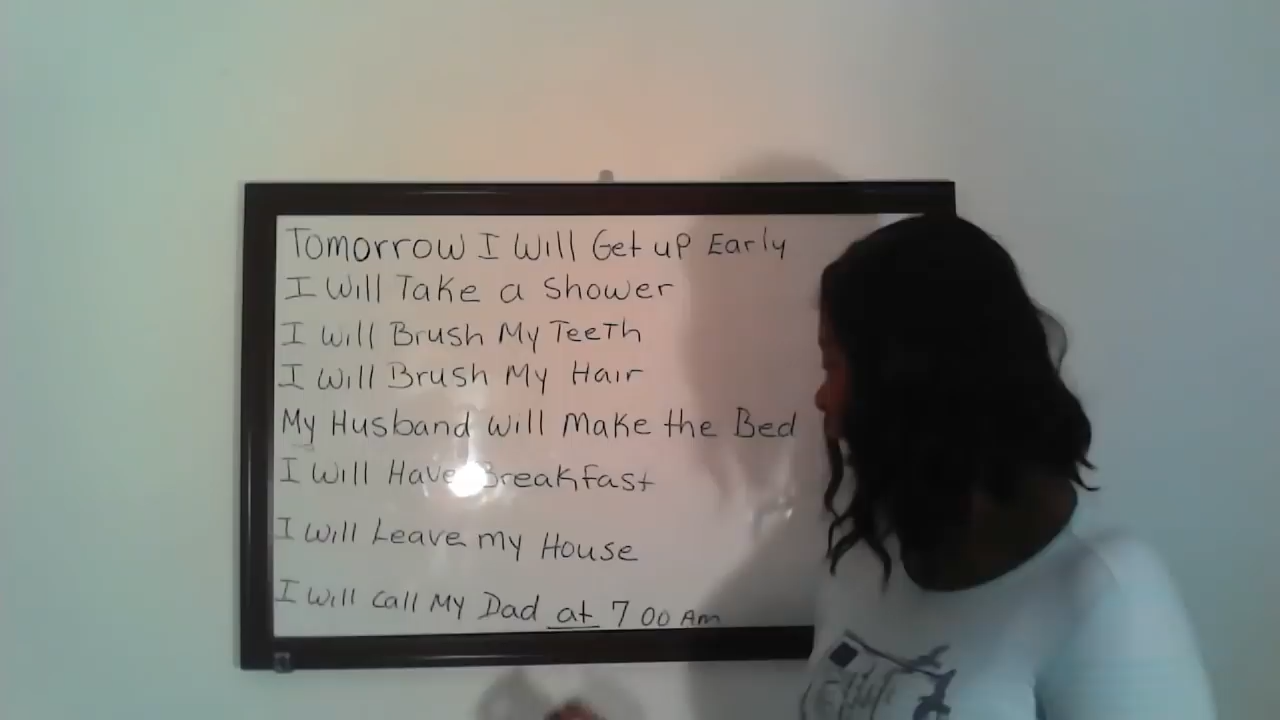 Tomorrow I Will Get up Early
I Will Take a Shower
I Will Brush My Teeth
I Will Brush My Hair
My Husband Will Make the Bed
I Will Have Breakfast
I Will Leave my House
I Will Call My Dad at 7 00 Am